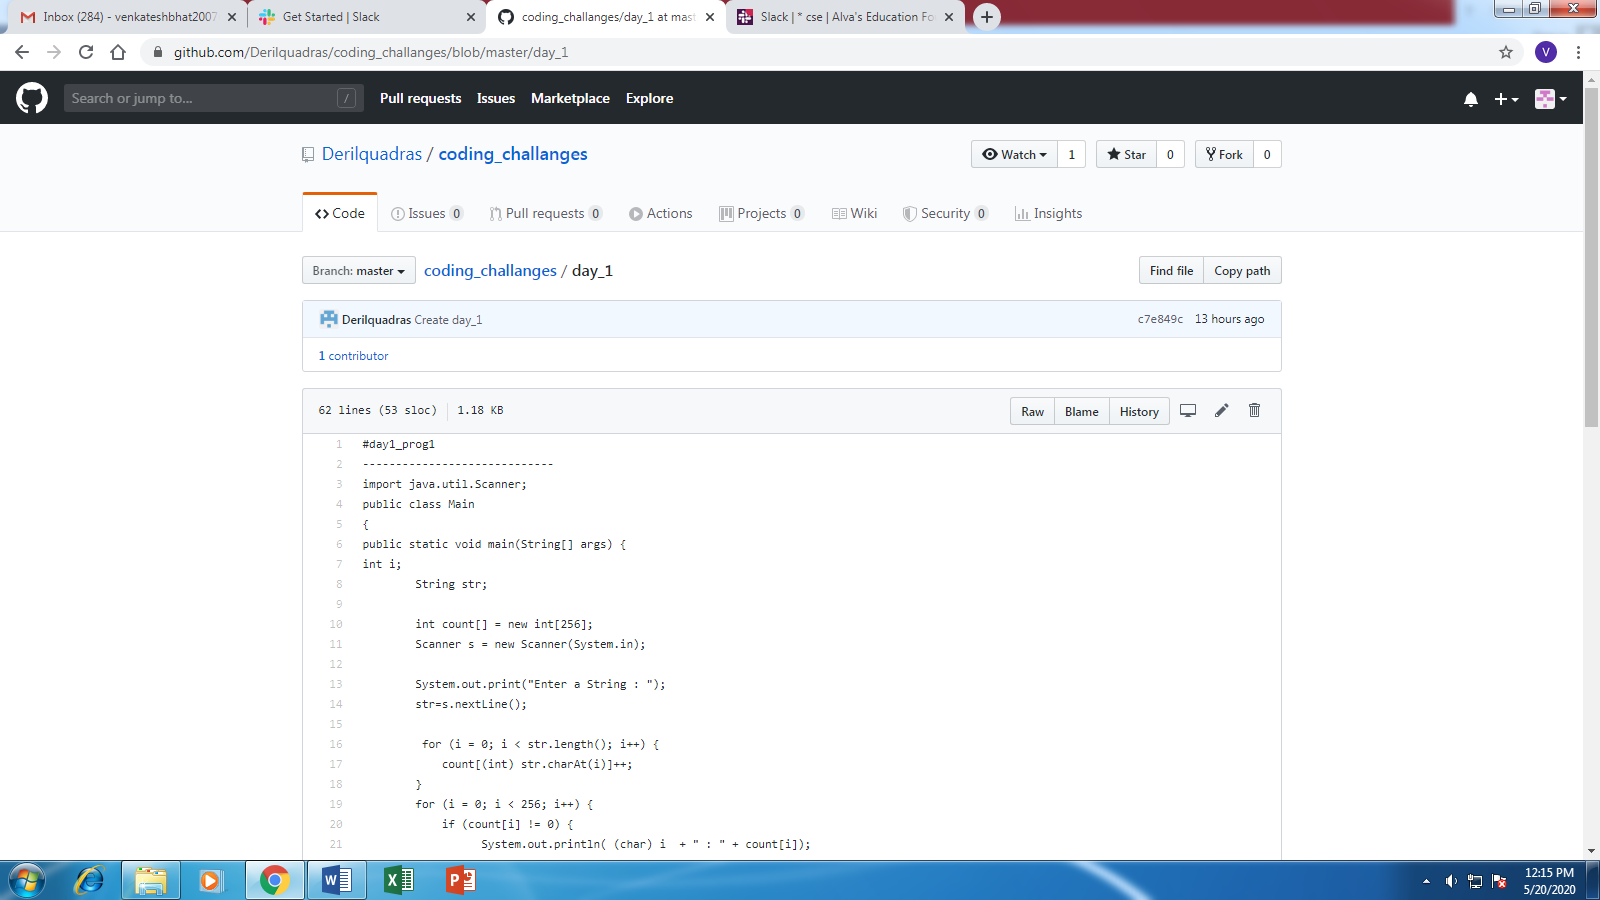 Inbox (284) - venkateshbhat2007
Get Started | Slack
coding_challanges/day_1 at mast
Slack | * cse | Alva's Education Fo
github.com/Derilquadras/coding_challanges/blob/master/day_1
V
Search or jump to...
/
Pull requests
Issues
Marketplace
Explore
Derilquadras / coding_challanges
Watch 1
Star 0
Fork 0
Code
Issues 0
Pull requests 0
Actions
Projects 0
Wiki
Security 0
Insights
Branch: master
coding_challanges / day_1
Find file
Copy path
Derilquadras Create day_1
c7e849c 13 hours ago
1 contributor
62 lines (53 sloc) 1.18 KB
Raw
Blame
History
1 #day1_prog1
2 -----------------------------
3 import java.util.Scanner;
4 public class Main
5 {
6 public static void main(String[] args) {
7 int i;
8 String str;
9
10 int count[] = new int[256];
11 Scanner s = new Scanner(System.in);
12
13 System.out.print("Enter a String : ");
14 str=s.nextLine();
15
16 for (i = 0; i < str.length(); i++) {
17 count[(int) str.charAt(i)]++;
18 }
19 for (i = 0; i < 256; i++) {
20 if (count[i] != 0) {
21 System.out.println( (char) i + " : " + count[i]);
12:15 PM
5/20/2020